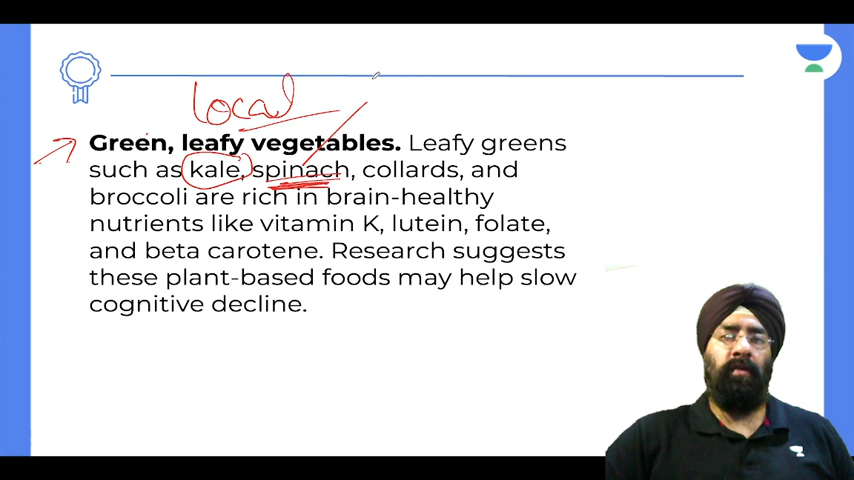 Local
Green, leafy vegetables. Leafy greens
such as kale, spinach, collards, and
broccoli are rich in brain-healthy
nutrients like vitamin K, lutein, folate,
and beta carotene. Research suggests
these plant-based foods may help slow
cognitive decline.